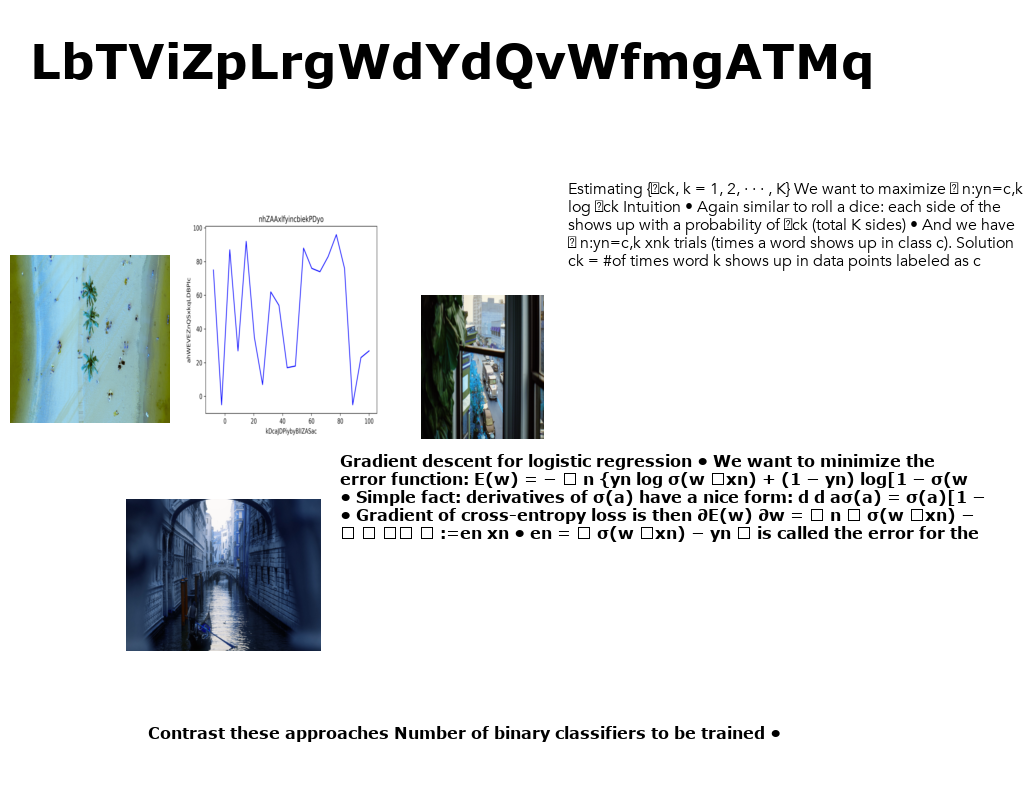 LbTViZpLrgWdYdQvWfmgATMq
Estimating {�ck, k = 1, 2, · · · , K} We want to maximize � n:yn=c,k
log �ck Intuition • Again similar to roll a dice: each side of the
shows up with a probability of �ck (total K sides) • And we have
� n:yn=c,k xnk trials (times a word shows up in class c). Solution
ck = #of times word k shows up in data points labeled as c
nhZAAxlfyincbiekPDyo
100
80
60
40
20
0
0 20 40 60 80 100
Gradient descent for logistic regression • We want to minimize the
error function: E(w) = − � n {yn log σ(w �xn) + (1 − yn) log[1 − σ(w
• Simple fact: derivatives of σ(a) have a nice form: d d aσ(a) = σ(a)[1 −
• Gradient of cross-entropy loss is then ∂E(w) ∂w = � n � σ(w �xn) −
� � �� � :=en xn • en = � σ(w �xn) − yn � is called the error for the
Contrast these approaches Number of binary classifiers to be trained •